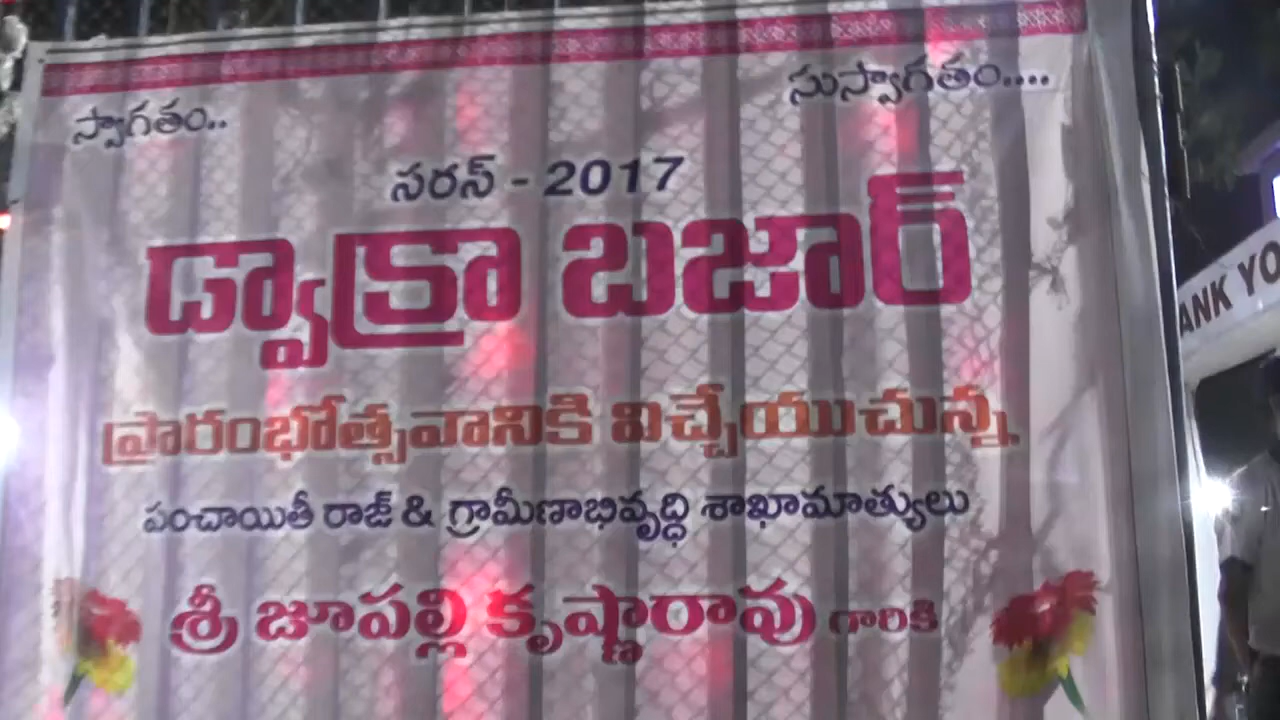 స్వాగతం.. సుస్వాగతం....
సరస్ - 2017
డ్వాక్రా బజార్
ప్రారంభోత్సవానికి విచ్చేయుచున్న
పంచాయితీ రాజ్ & గ్రామీణాభివృద్ధి శాఖామాత్యులు
శ్రీ జూపల్లి కృష్ణారావు గారికి
ANK YO